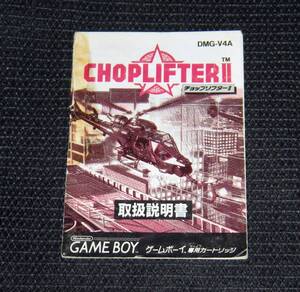 DMG-V4A
CHOPLIFTER II
TM
チョップリフターII
取扱説明書
Nintendo
GAME BOY
ゲームボーイ専用カートリッジ